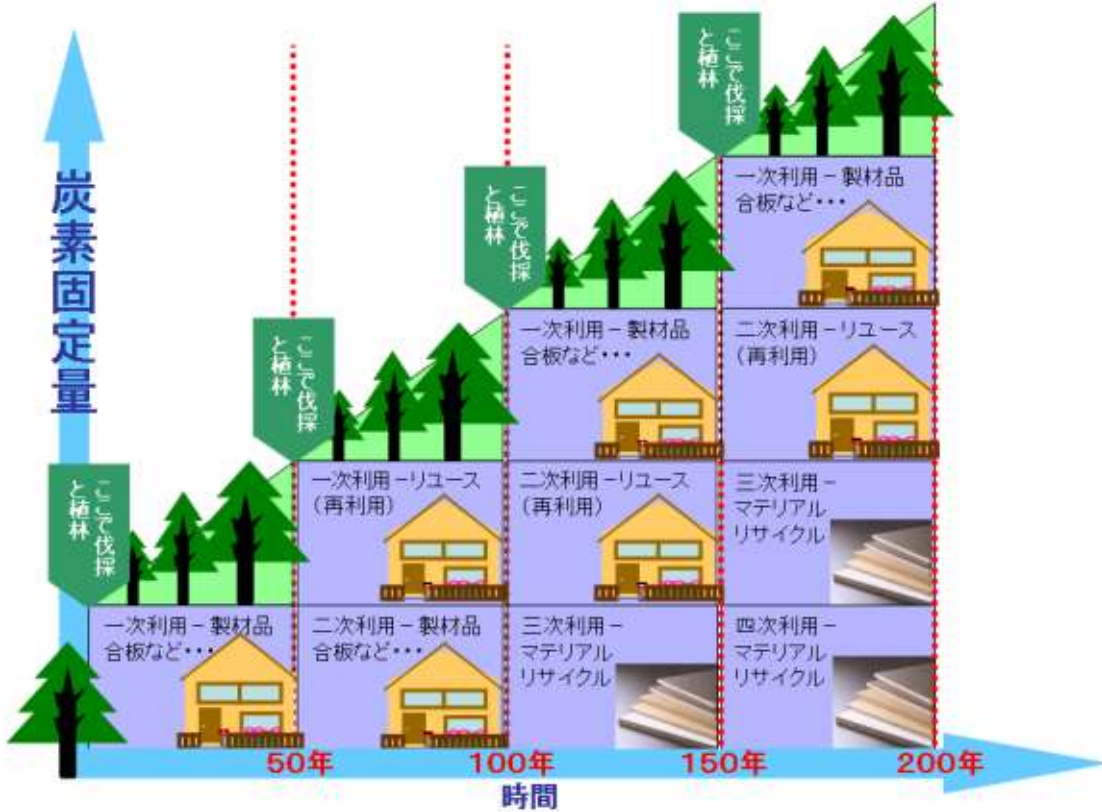 炭素固定量
ここで伐採
と植林
ここで伐採
と植林
ここで伐採
と植林
ここで伐採
と植林
一次利用－製材品
合板など・・・
一次利用－製材品
合板など・・・
二次利用－リユース
（再利用）
一次利用－リユース
（再利用）
二次利用－リユース
（再利用）
三次利用－
マテリアル
リサイクル
一次利用－製材品
合板など・・・
二次利用－製材品
合板など・・・
三次利用－
マテリアル
リサイクル
四次利用－
マテリアル
リサイクル
50年
100年
150年
200年
時間